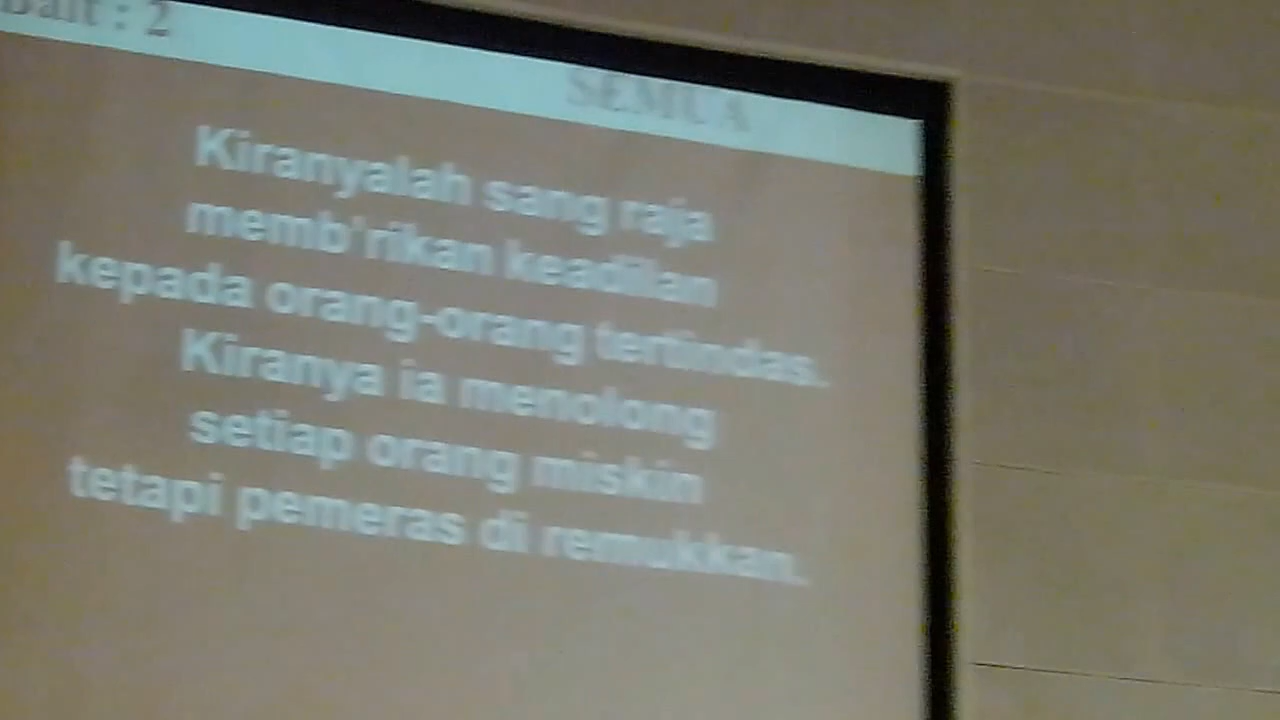 Bait : 2
SEMUA
Kiranyalah sang raja
memb'rikan keadilan
kepada orang-orang tertindas.
Kiranya ia menolong
setiap orang miskin
tetapi pemeras di remukkan.